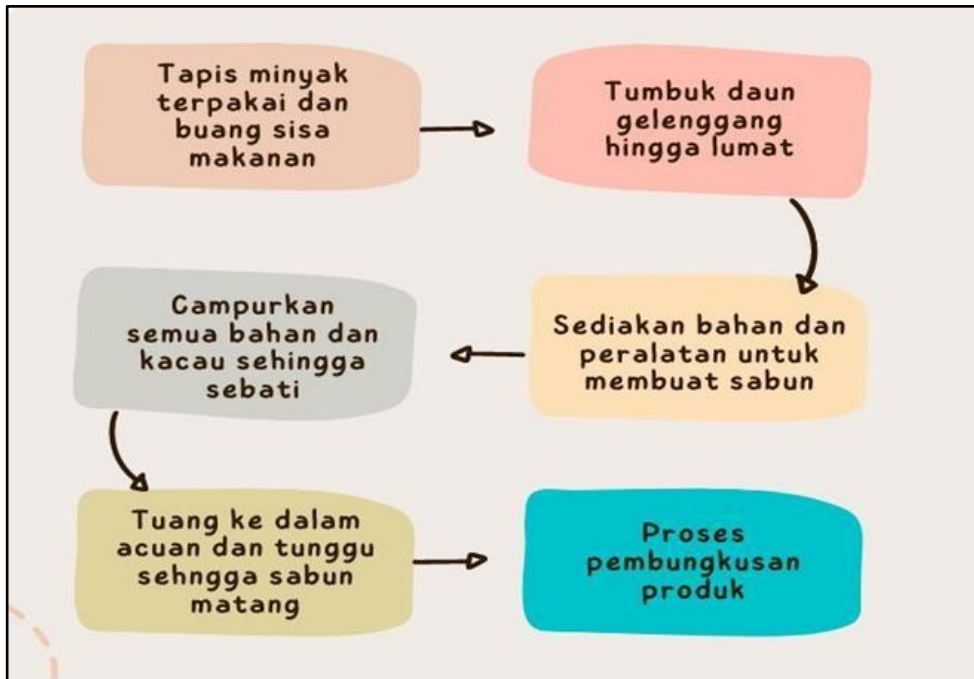 Tapis minyak
terpakai dan
buang sisa
makanan
Tumbuk daun
gelenggang
hingga lumat
Sediakan bahan dan
peralatan untuk
membuat sabun
Campurkan
semua bahan dan
kacau sehingga
sebati
Tuang ke dalam
acuan dan tunggu
sehngga sabun
matang
Proses
pembungkusan
produk